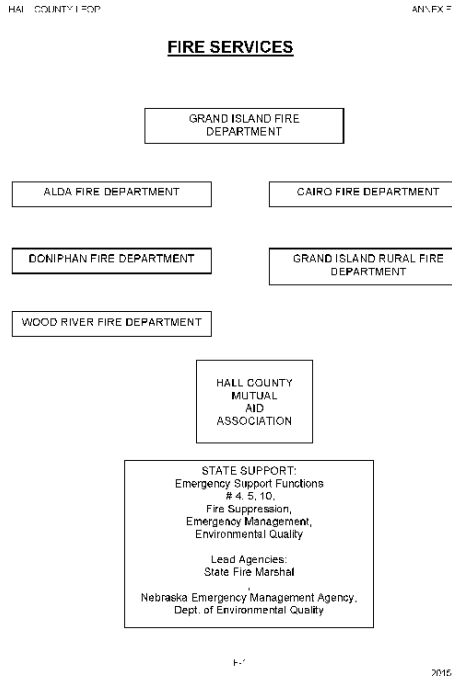 HALL COUNTY LEOP
ANNEX F
FIRE SERVICES
GRAND ISLAND FIRE
DEPARTMENT
ALDA FIRE DEPARTMENT
CAIRO FIRE DEPARTMENT
DONIPHAN FIRE DEPARTMENT
GRAND ISLAND RURAL FIRE
DEPARTMENT
WOOD RIVER FIRE DEPARTMENT
HALL COUNTY
MUTUAL
AID
ASSOCIATION
STATE SUPPORT:
Emergency Support Functions
# 4, 5, 10,
Fire Suppression,
Emergency Management,
Environmental Quality
Lead Agencies:
State Fire Marshal
,
Nebraska Emergency Management Agency,
Dept. of Environmental Quality
2015